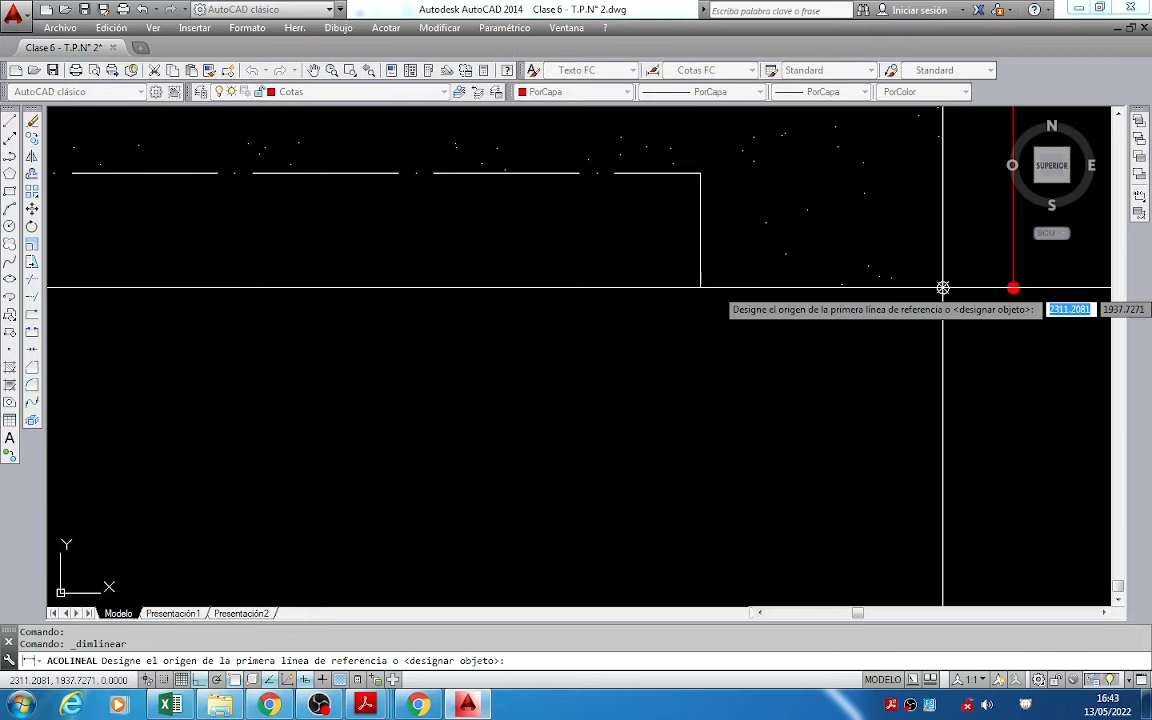 AutoCAD clásico
Autodesk AutoCAD 2014 Clase 6 - T.P.N° 2.dwg
Escriba palabra clave o frase
Iniciar sesión
Archivo Edición Ver Insertar Formato Herr. Dibujo Acotar Modificar Paramétrico Ventana ?
Clase 6 - T.P.N° 2*
Texto FC Cotas FC Standard Standard
AutoCAD clásico Cotas PorCapa PorCapa PorCapa PorColor
N
O SUPERIOR E
S
SCU
Designe el origen de la primera línea de referencia o <designar objeto>: 2311.2081 1937.7271
Y
X
Modelo Presentación1 Presentación2
Comando:
Comando: _dimlinear
ACOLINEAL Designe el origen de la primera línea de referencia o <designar objeto>:
2311.2081, 1937.7271, 0.0000 MODELO 1:1
16:43
13/05/2022